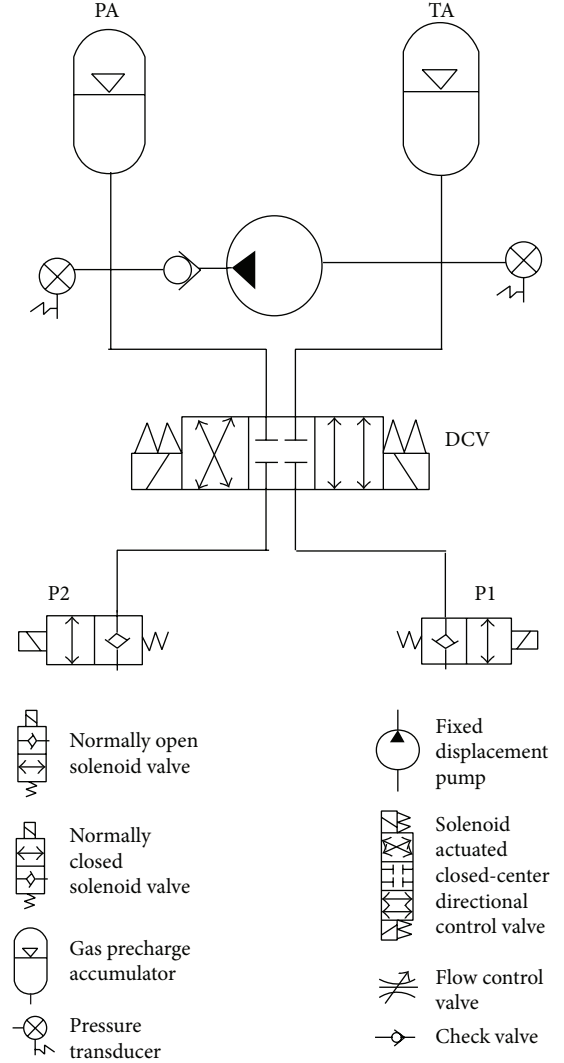 PA
TA
DCV
P2
P1
Normally open
solenoid valve
Normally
closed
solenoid valve
Gas precharge
accumulator
Pressure
transducer
Fixed
displacement
pump
Solenoid
actuated
closed-center
directional
control valve
Flow control
valve
Check valve